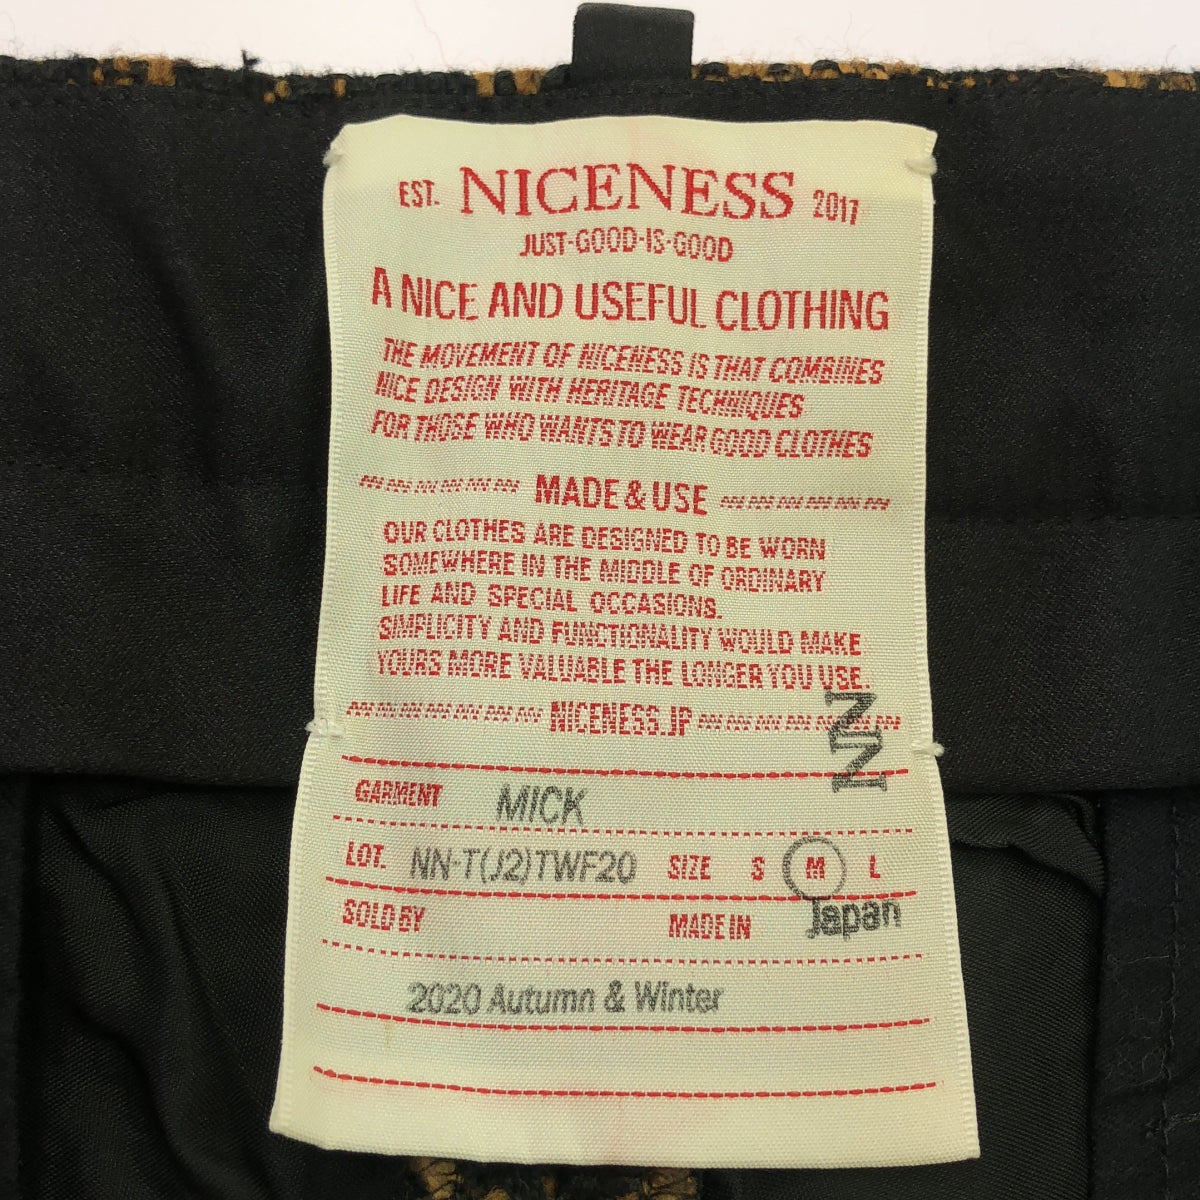 EST. NICENESS 2017
JUST-GOOD-IS-GOOD
A NICE AND USEFUL CLOTHING
THE MOVEMENT OF NICENESS IS THAT COMBINES
NICE DESIGN WITH HERITAGE TECHNIQUES
FOR THOSE WHO WANTS TO WEAR GOOD CLOTHES
MADE & USE
OUR CLOTHES ARE DESIGNED TO BE WORN
SOMEWHERE IN THE MIDDLE OF ORDINARY
LIFE AND SPECIAL OCCASIONS.
SIMPLICITY AND FUNCTIONALITY WOULD MAKE
YOURS MORE VALUABLE THE LONGER YOU USE.
NICENESS.JP
NN
GARMENT MICK
LOT. NN-T(J2)TWF20 SIZE S M L
SOLD BY MADE IN Japan
2020 Autumn & Winter